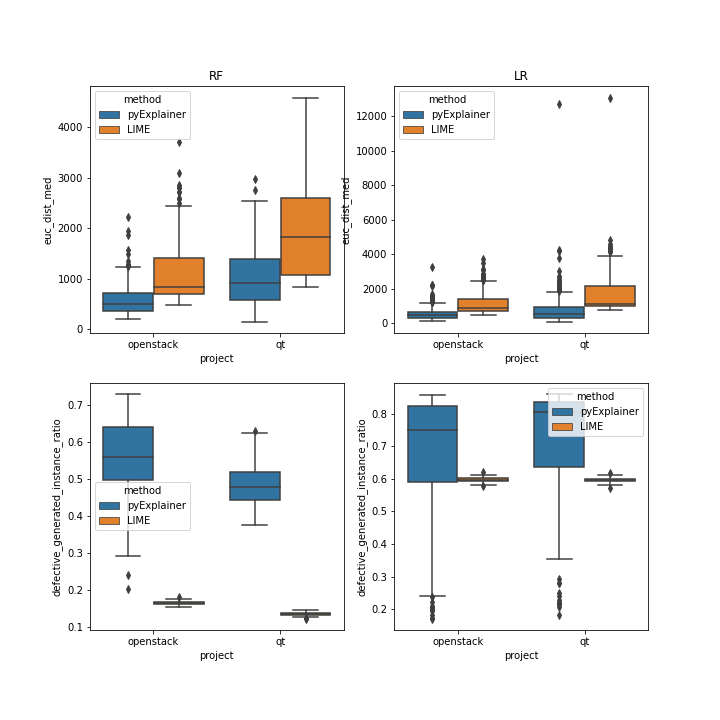 RF
method
pyExplainer
LIME
4000
3000
2000
1000
0
euc_dist_med
openstack
qt
project
LR
method
pyExplainer
LIME
12000
10000
8000
6000
4000
2000
0
euc_dist_med
openstack
qt
project
method
pyExplainer
LIME
0.7
0.6
0.5
0.4
0.3
0.2
0.1
defective_generated_instance_ratio
openstack
qt
project
method
pyExplainer
LIME
0.8
0.7
0.6
0.5
0.4
0.3
0.2
defective_generated_instance_ratio
openstack
qt
project